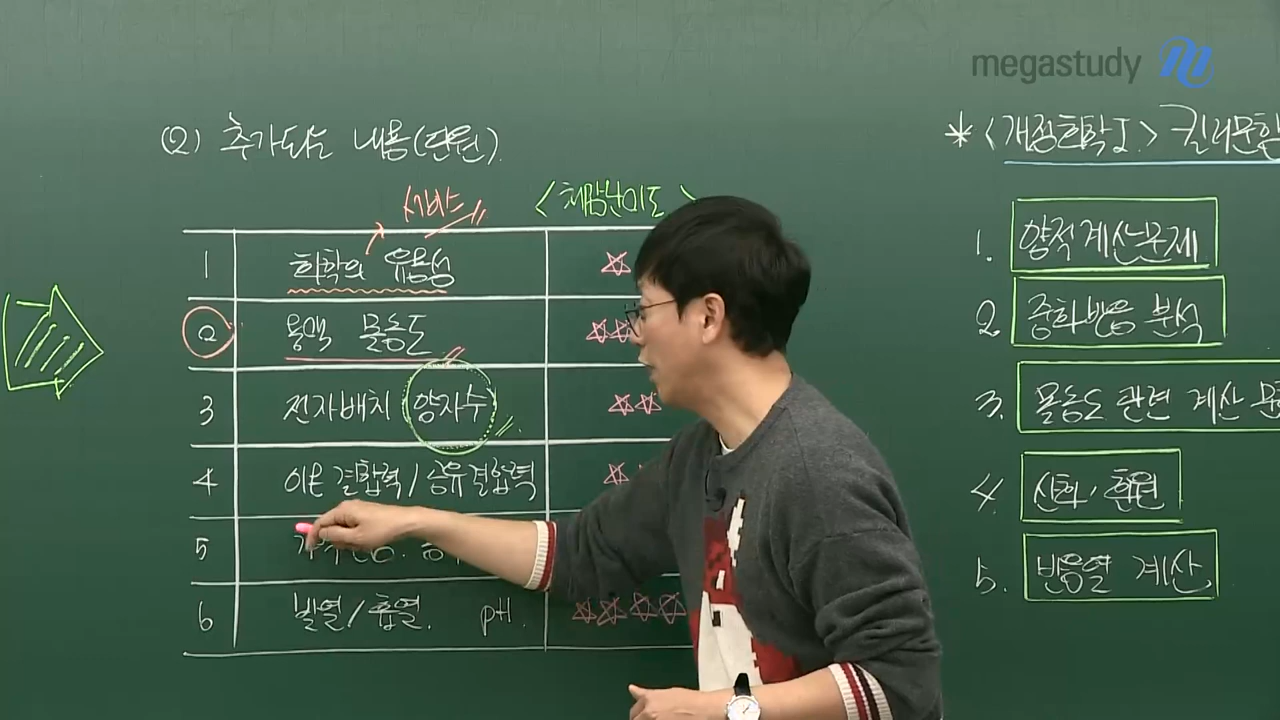 megastudy
(2) 추가되는 내용(단원).
서비스
<체감난이도>
1 화학의 유용성 ☆
2 용액 몰농도 ☆☆
3 전자배치 (양자수) ☆☆
4 이온 결합력 / 공유 결합력 ☆
5
6 발열 / 흡열. pH. ☆☆☆☆
* <개정화학I> 킬러문항
1. 양적계산문제
2. 중화반응 분석
3. 몰농도 관련 계산 문
4. 산화 / 환원
5. 반응열 계산